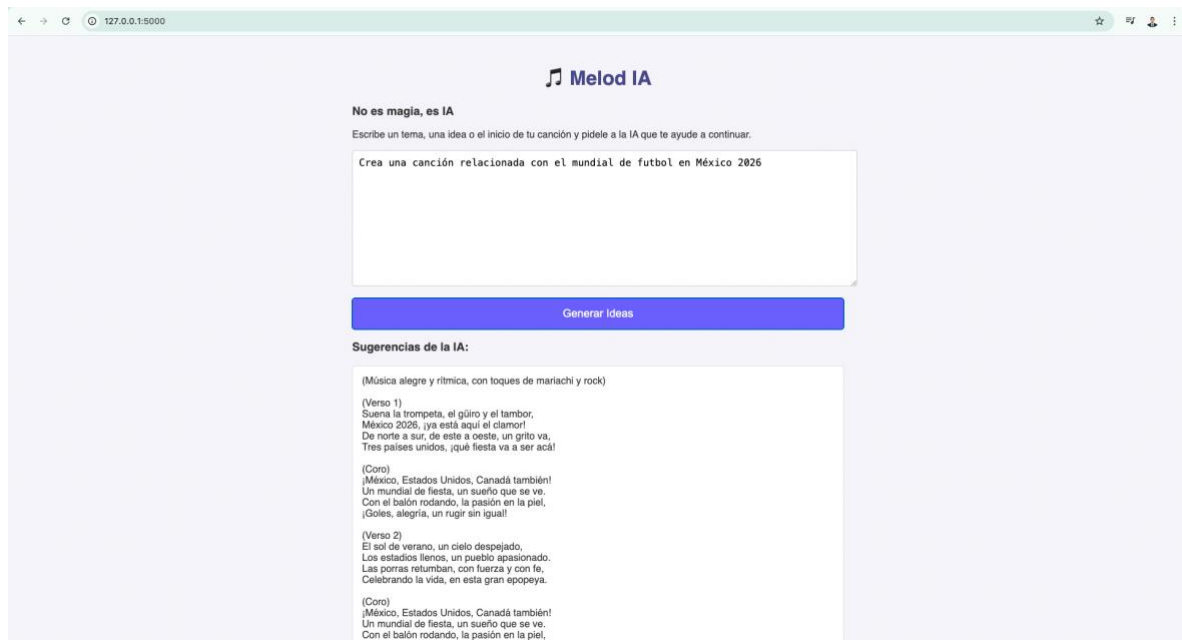 127.0.0.1:5000
🎵 Melod IA
No es magia, es IA
Escribe un tema, una idea o el inicio de tu canción y pídele a la IA que te ayude a continuar.
Crea una canción relacionada con el mundial de futbol en México 2026
Generar Ideas
Sugerencias de la IA:
(Música alegre y rítmica, con toques de mariachi y rock)
(Verso 1)
Suena la trompeta, el güiro y el tambor,
México 2026, ¡ya está aquí el clamor!
De norte a sur, de este a oeste, un grito va,
Tres países unidos, ¡qué fiesta va a ser acá!
(Coro)
¡México, Estados Unidos, Canadá también!
Un mundial de fiesta, un sueño que se ve.
Con el balón rodando, la pasión en la piel,
¡Goles, alegría, un rugir sin igual!
(Verso 2)
El sol de verano, un cielo despejado,
Los estadios llenos, un pueblo apasionado.
Las porras retumban, con fuerza y con fe,
Celebrando la vida, en esta gran epopeya.
(Coro)
¡México, Estados Unidos, Canadá también!
Un mundial de fiesta, un sueño que se ve.
Con el balón rodando, la pasión en la piel,